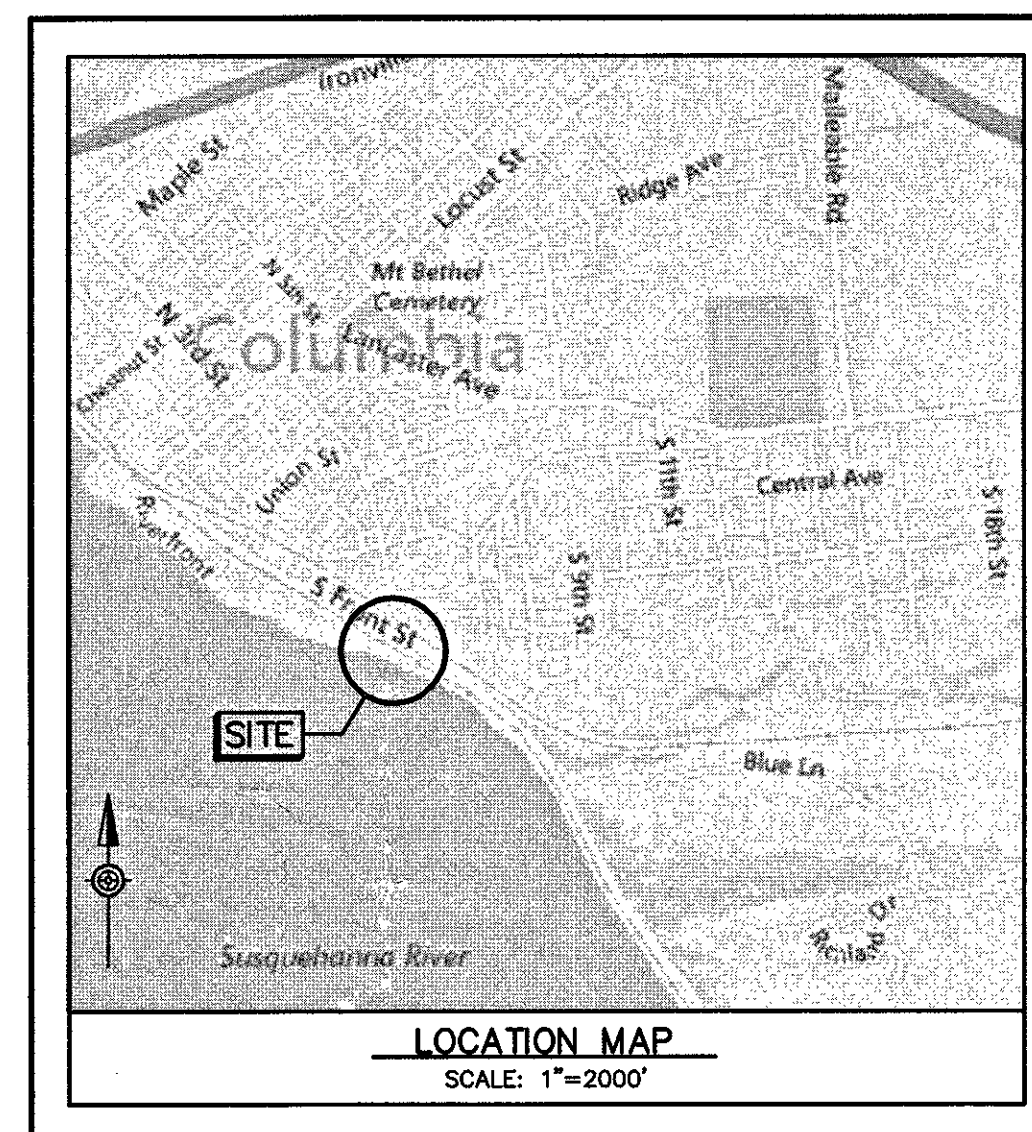 Ironville
Maple St
Locust St
Ridge Ave
Malleable Rd
Mt Bethel
Cemetery
N 5th St
N 3rd St
Chestnut St
Columbia
Lancaster Ave
Union St
S 11th St
Central Ave
S 18th St
Riverfront
S Front St
S 9th St
SITE
Blue Ln
Richland Dr
Susquehanna River
LOCATION MAP
SCALE: 1"=2000'